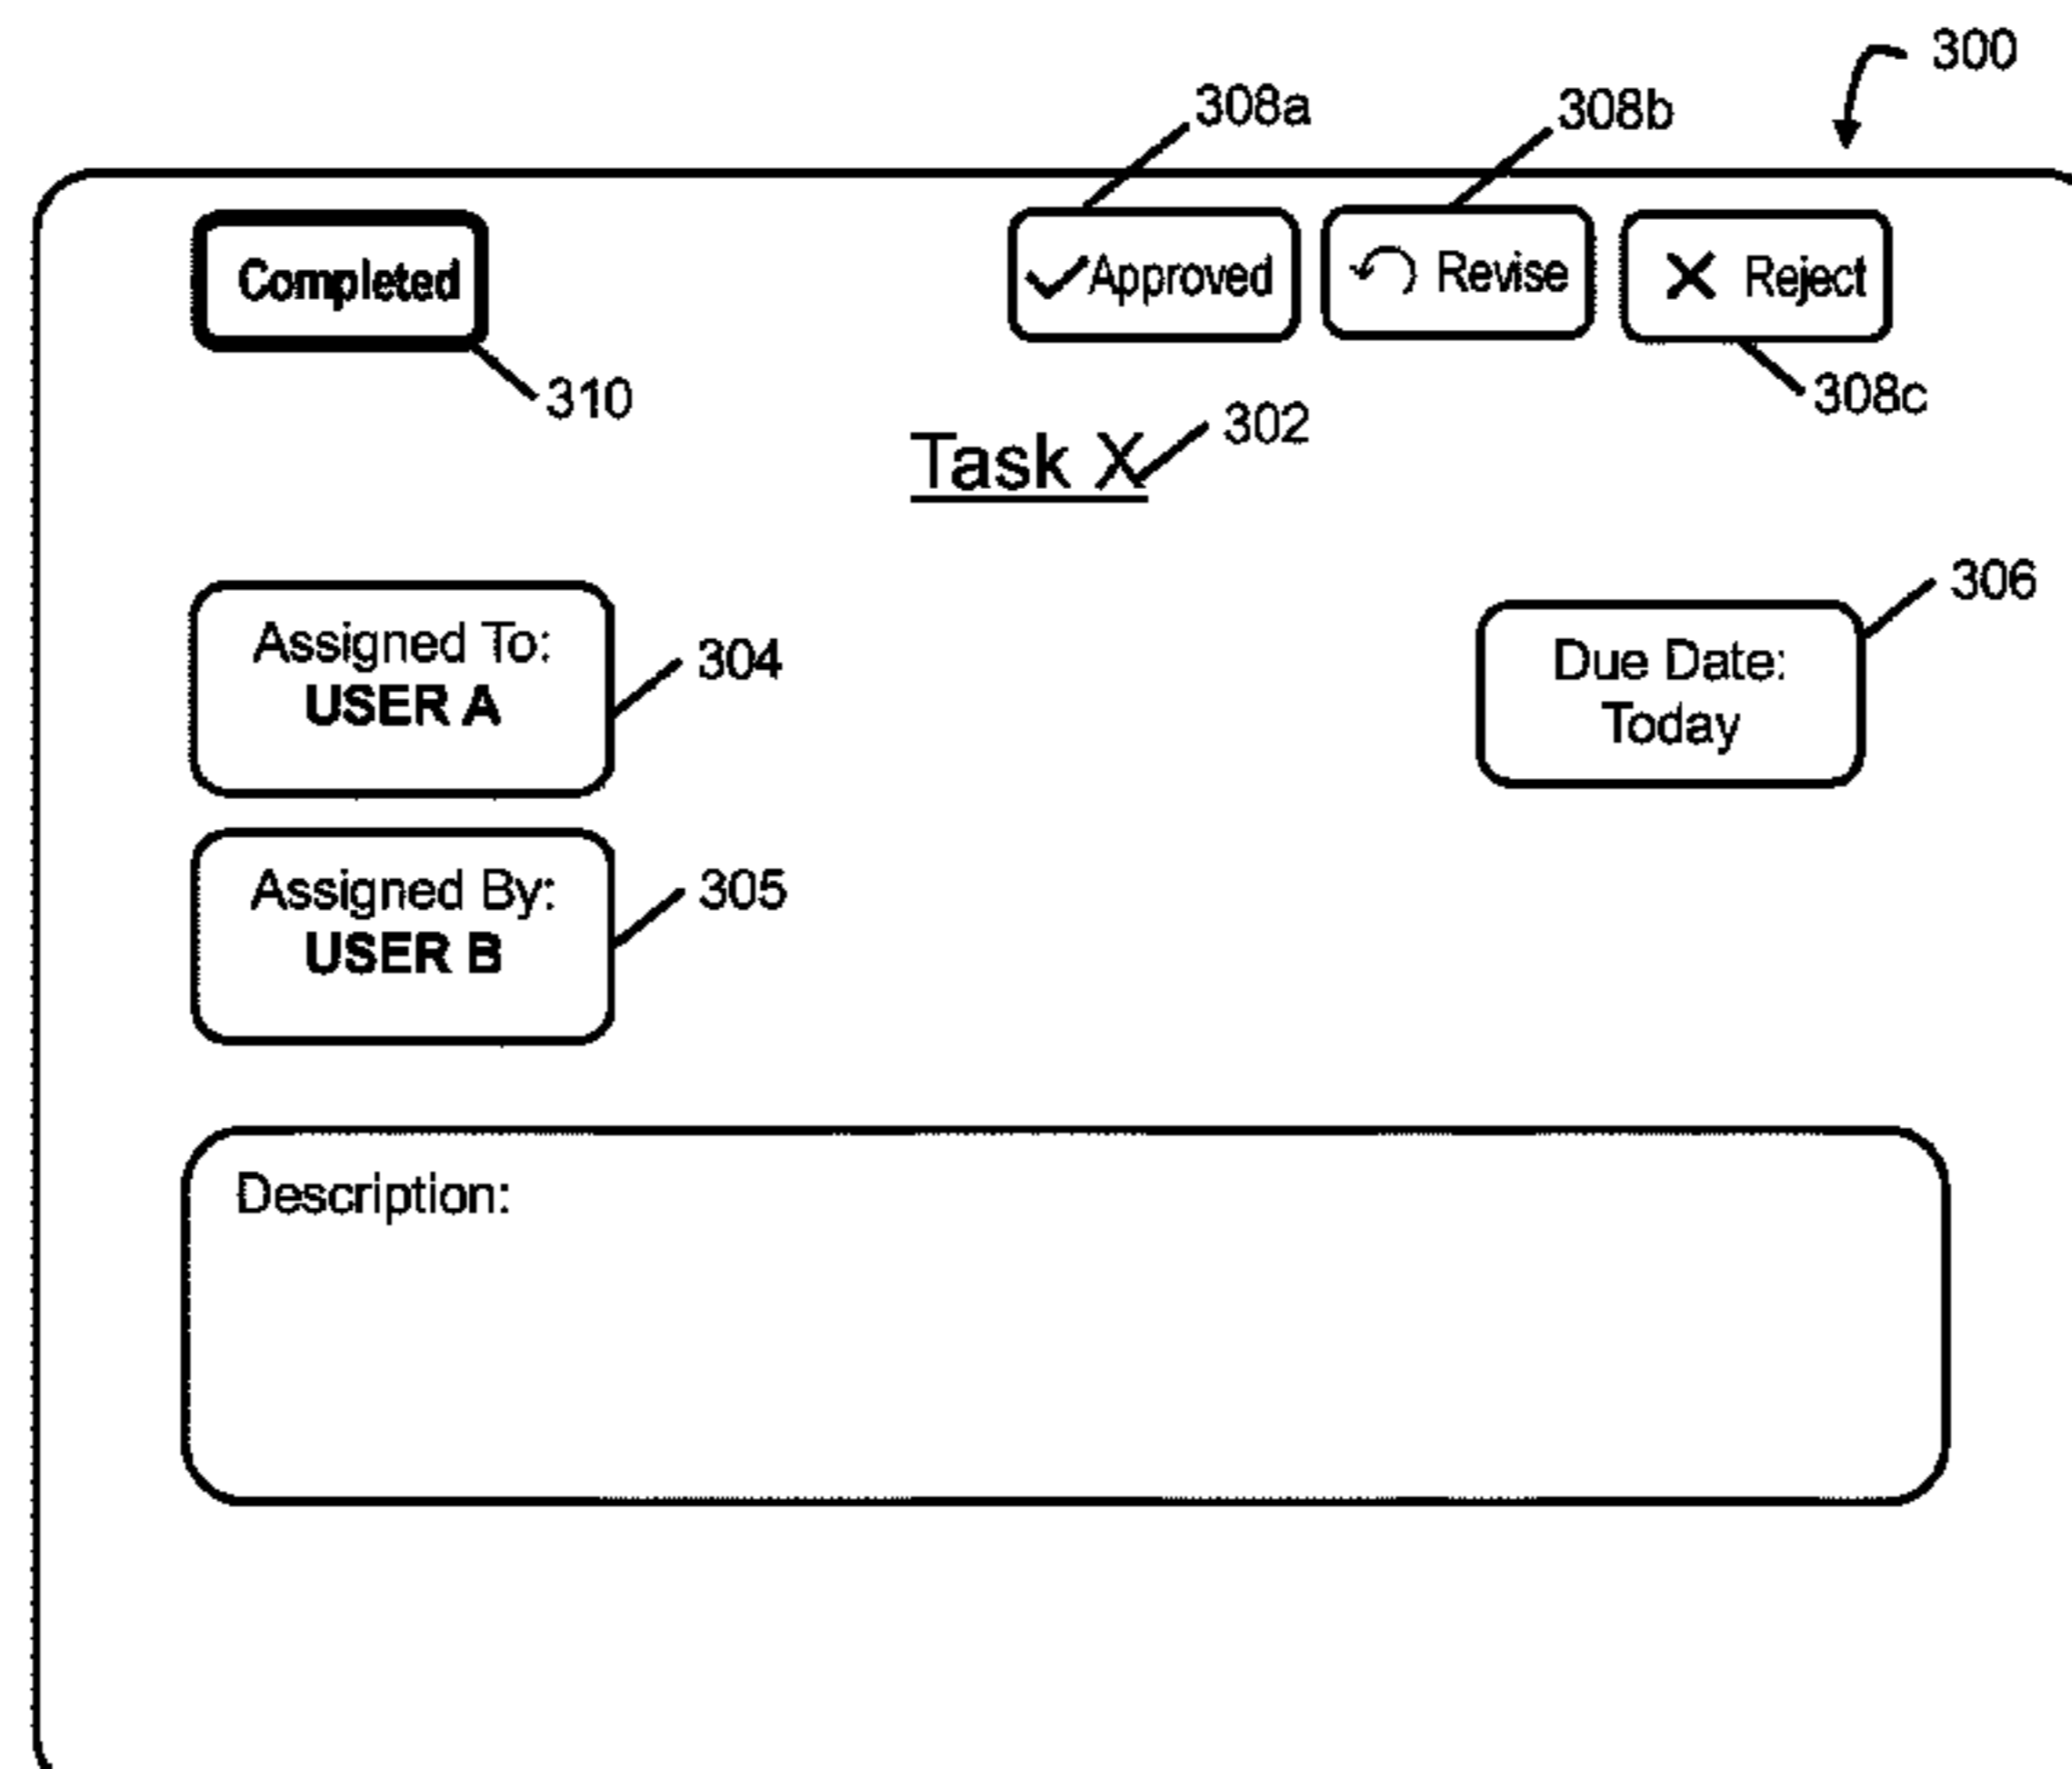 300
308a
308b
Completed
Approved
Revise
Reject
310
308c
Task X
302
Assigned To:
USER A
304
Due Date:
Today
306
Assigned By:
USER B
305
Description: